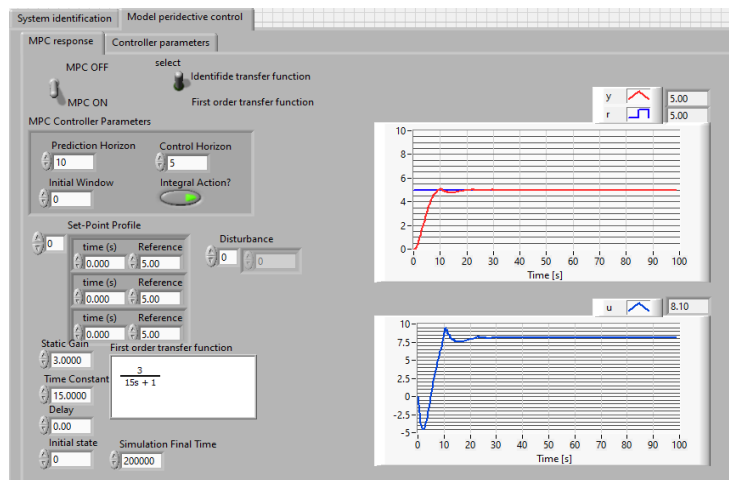 System identification Model peridective control
MPC response Controller parameters
MPC OFF
MPC ON
select
Identifide transfer function
First order transfer function
MPC Controller Parameters
Prediction Horizon Control Horizon
10 5
Initial Window Integral Action?
0
Set-Point Profile
0
time (s) Reference
0.000 5.00
time (s) Reference
0.000 5.00
time (s) Reference
0.000 5.00
Disturbance
0 0
Static Gain
3.0000
Time Constant
15.0000
Delay
0.00
Initial state
0
First order transfer function
3
15s + 1
Simulation Final Time
200000
y 5.00
r 5.00
10-
8-
6-
4-
2-
0-
0 10 20 30 40 50 60 70 80 90 100
Time [s]
u 8.10
10-
7.5-
5-
2.5-
0-
-2.5-
-5-
0 10 20 30 40 50 60 70 80 90 100
Time [s]